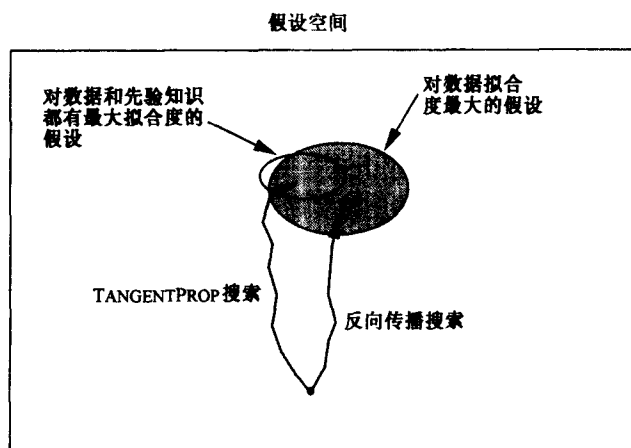 假设空间
对数据和先验知识
都有最大拟合度的
假设
对数据拟合
度最大的假设
TANGENTPROP搜索
反向传播搜索